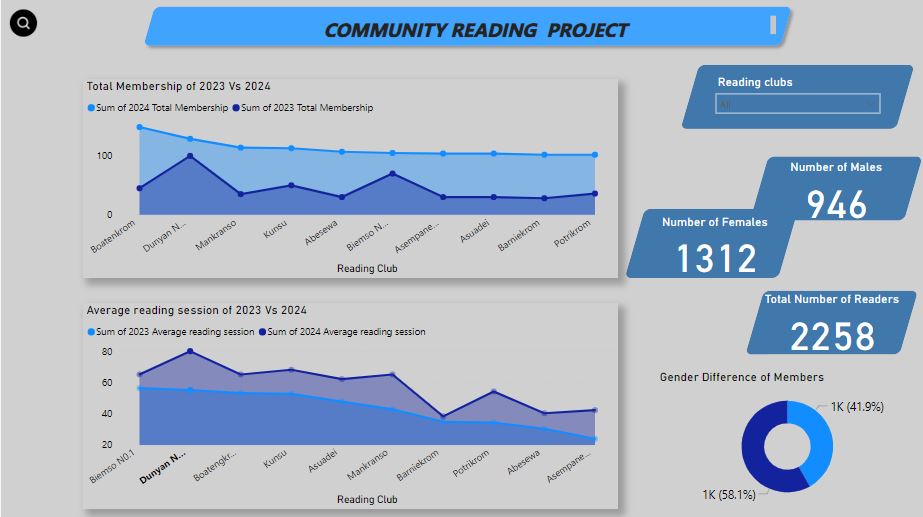 COMMUNITY READING PROJECT
Total Membership of 2023 Vs 2024
Sum of 2024 Total Membership Sum of 2023 Total Membership
100
0
Boatenkrom
Dunyan N...
Mankranso
Kunsu
Abesewa
Biemso N...
Asempane...
Asuadei
Barniekrom
Potrikrom
Reading Club
Reading clubs
All
Number of Males
946
Number of Females
1312
Total Number of Readers
2258
Average reading session of 2023 Vs 2024
Sum of 2023 Average reading session Sum of 2024 Average reading session
80
60
40
20
Biemso N0.1
Dunyan N...
Boatengkr...
Kunsu
Asuadei
Mankranso
Barniekrom
Potrikrom
Abesewa
Asempane...
Reading Club
Gender Difference of Members
1K (41.9%)
1K (58.1%)